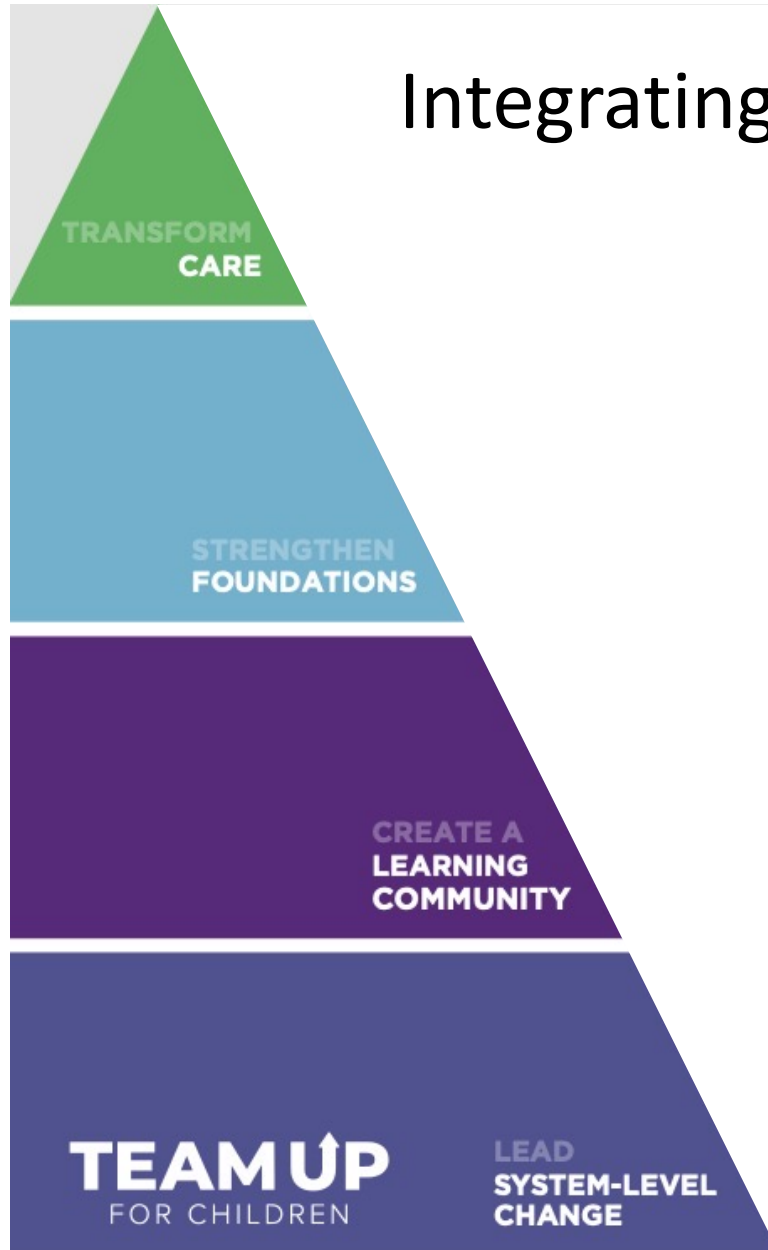 Integrating
TRANSFORM
CARE
STRENGTHEN
FOUNDATIONS
CREATE A
LEARNING
COMMUNITY
TEAM UP
FOR CHILDREN
LEAD
SYSTEM-LEVEL
CHANGE